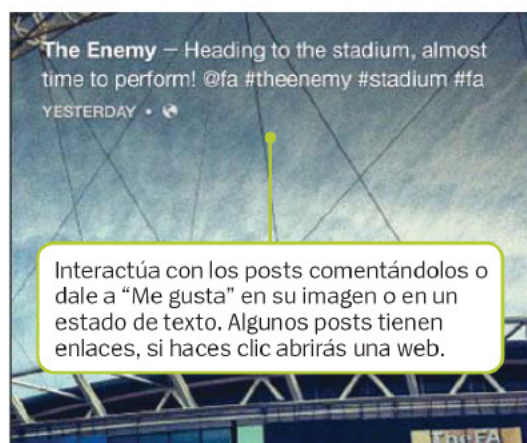 The Enemy — Heading to the stadium, almost
time to perform! @fa #theenemy #stadium #fa
YESTERDAY •
Interactúa con los posts comentándolos o
dale a “Me gusta” en su imagen o en un
estado de texto. Algunos posts tienen
enlaces, si haces clic abrirás una web.
The FA